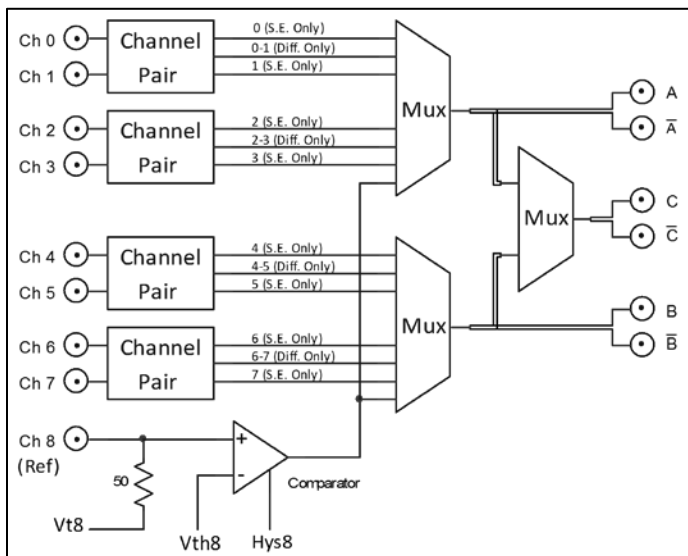 Ch 0
Channel
Pair
0 (S.E. Only)
0-1 (Diff. Only)
Ch 1
1 (S.E. Only)
Mux
A
A̅
Ch 2
Channel
Pair
2 (S.E. Only)
2-3 (Diff. Only)
Ch 3
3 (S.E. Only)
Mux
C
C̅
Ch 4
Channel
Pair
4 (S.E. Only)
4-5 (Diff. Only)
Ch 5
5 (S.E. Only)
Mux
B
B̅
Ch 6
Channel
Pair
6 (S.E. Only)
6-7 (Diff. Only)
Ch 7
7 (S.E. Only)
Ch 8
(Ref)
+
-
Comparator
50
Vt8
Vth8
Hys8